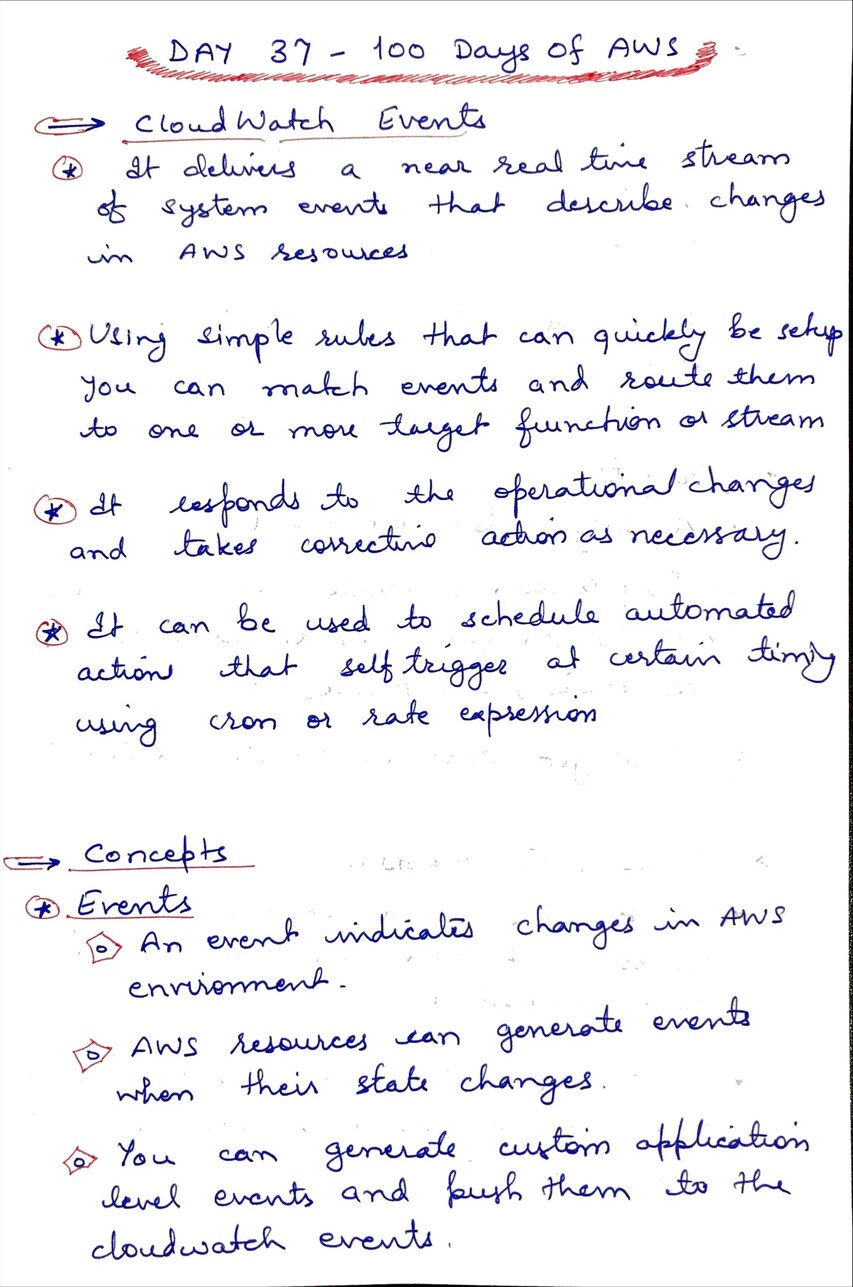 DAY 37 - 100 Days of AWS
CloudWatch Events
It delivers a near real time stream
of system events that describe changes
in AWS resources
Using simple rules that can quickly be setup
you can match events and route them
to one or more target function or stream
It responds to the operational changes
and takes corrective action as necessary.
It can be used to schedule automated
action that self trigger at certain
using cron or rate expression
Concepts
Events
An event indicates changes in AWS
environment.
AWS resources can generate events
when their state changes.
You can generate custom application
level events and push them to the
cloudwatch events.